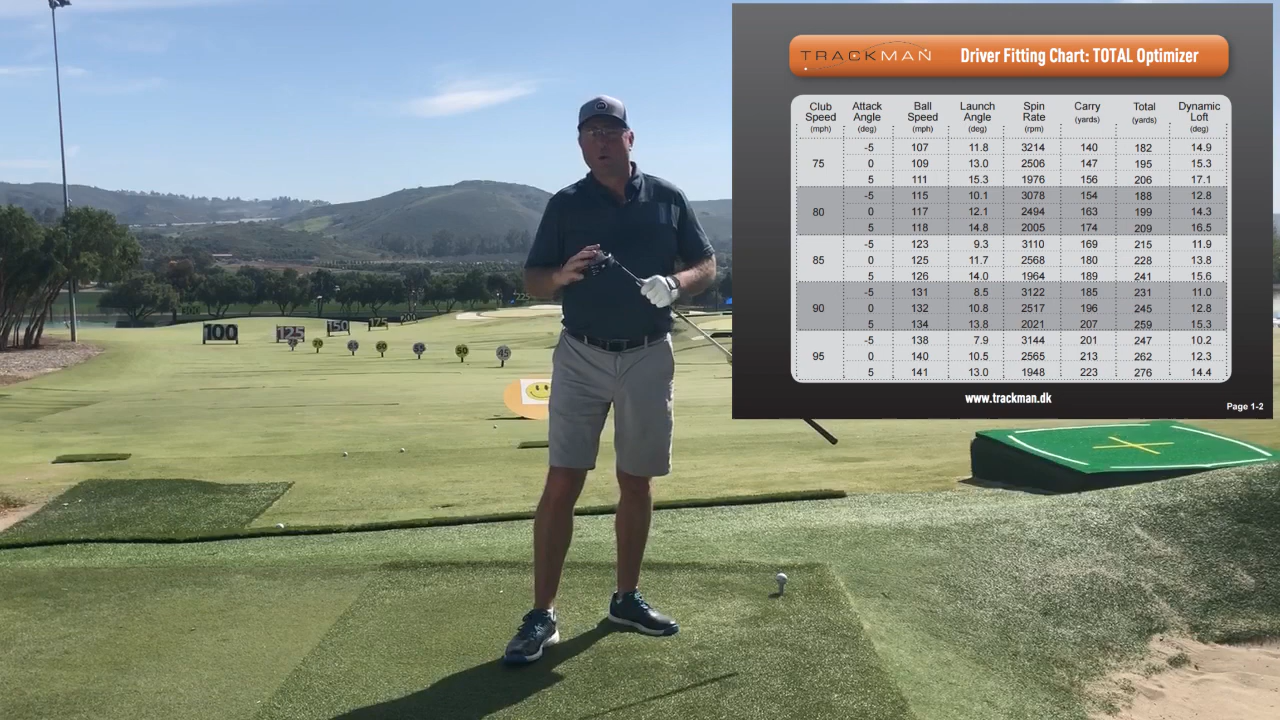 TRACKMAN Driver Fitting Chart: TOTAL Optimizer
Club Speed (mph) Attack Angle (deg) Ball Speed (mph) Launch Angle (deg) Spin Rate (rpm) Carry (yards) Total (yards) Dynamic Loft (deg)
75 -5 107 11.8 3214 140 182 14.9
0 109 13.0 2506 147 195 15.3
5 111 15.3 1976 156 206 17.1
80 -5 115 10.1 3078 154 188 12.8
0 117 12.1 2494 163 199 14.3
5 118 14.8 2005 174 209 16.5
85 -5 123 9.3 3110 169 215 11.9
0 125 11.7 2568 180 228 13.8
5 126 14.0 1964 189 241 15.6
90 -5 131 8.5 3122 185 231 11.0
0 132 10.8 2517 196 245 12.8
5 134 13.8 2021 207 259 15.3
95 -5 138 7.9 3144 201 247 10.2
0 140 10.5 2565 213 262 12.3
5 141 13.0 1948 223 276 14.4
www.trackman.dk
Page 1-2
100 125 150 175 225
50 45